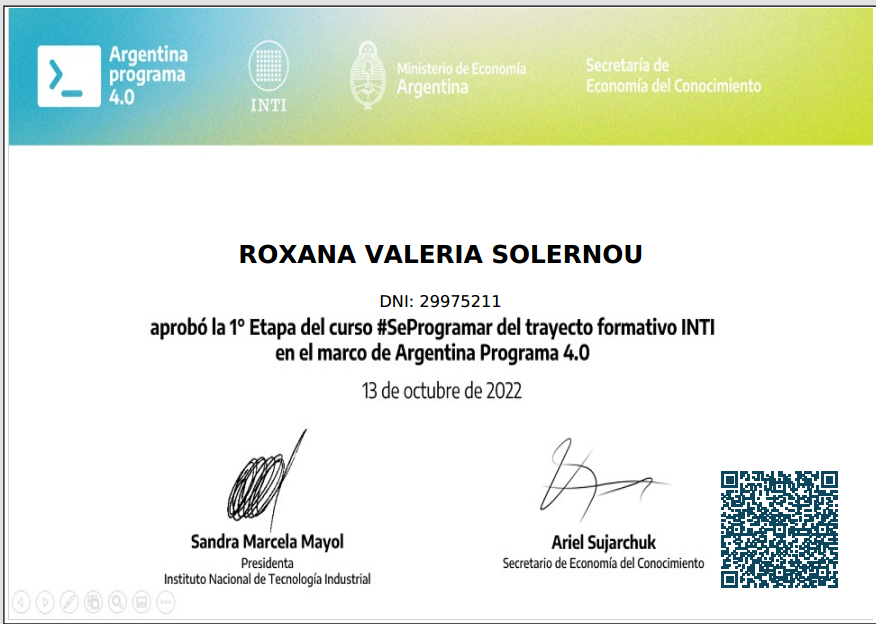 Argentina
programa
4.0
INTI
Ministerio de Economía
Argentina
Secretaría de
Economía del Conocimiento
ROXANA VALERIA SOLERNOU
DNI: 29975211
aprobó la 1° Etapa del curso #SeProgramar del trayecto formativo INTI
en el marco de Argentina Programa 4.0
13 de octubre de 2022
Sandra Marcela Mayol
Presidenta
Instituto Nacional de Tecnología Industrial
Ariel Sujarchuk
Secretario de Economía del Conocimiento